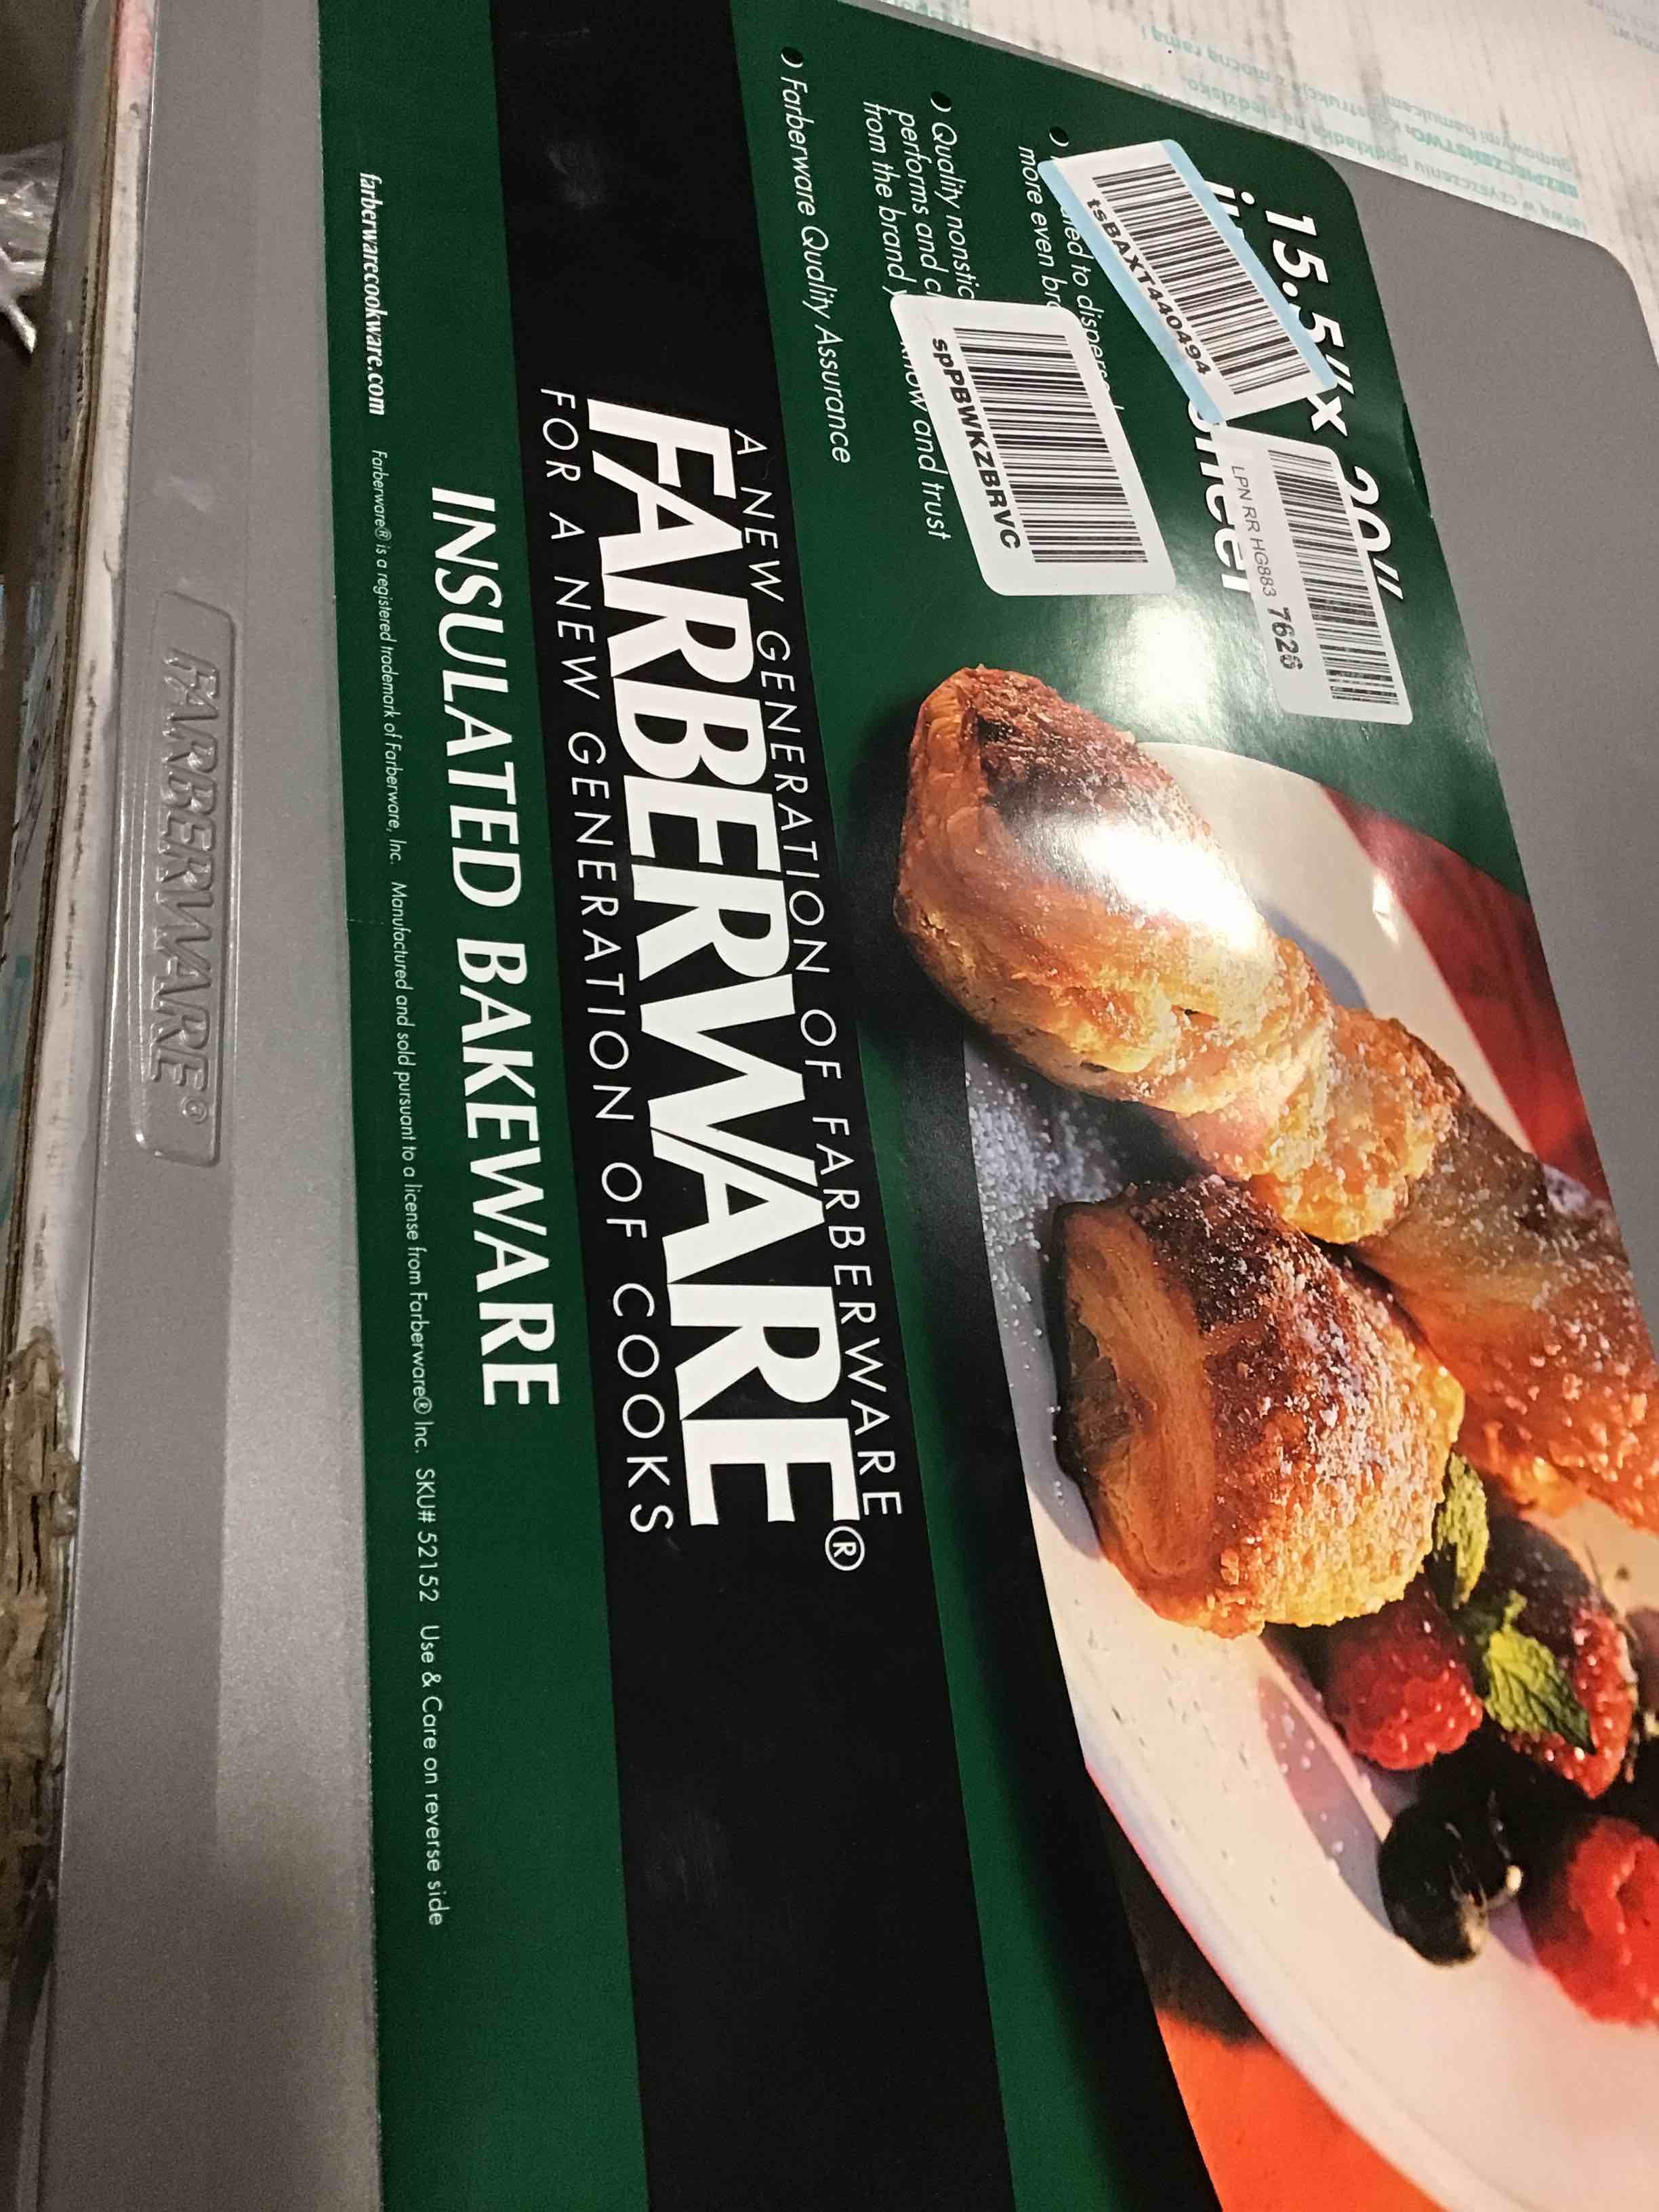 15.5" x 20"
more even
Quality
performs and
from the brand
know and trust
Farberware Quality Assurance
tsBAXT440494
spPBWKZBRVC
LPN RR HG883 7626
A NEW GENERATION OF FARBERWARE
FARBERWARE®
FOR A NEW GENERATION OF COOKS
INSULATED BAKEWARE
farberwarecookware.com Farberware® is a registered trademark of Farberware, Inc. Manufactured and sold pursuant to a license from Farberware® Inc. SKU# 52152 Use & Care on reverse side
FARBERWARE®